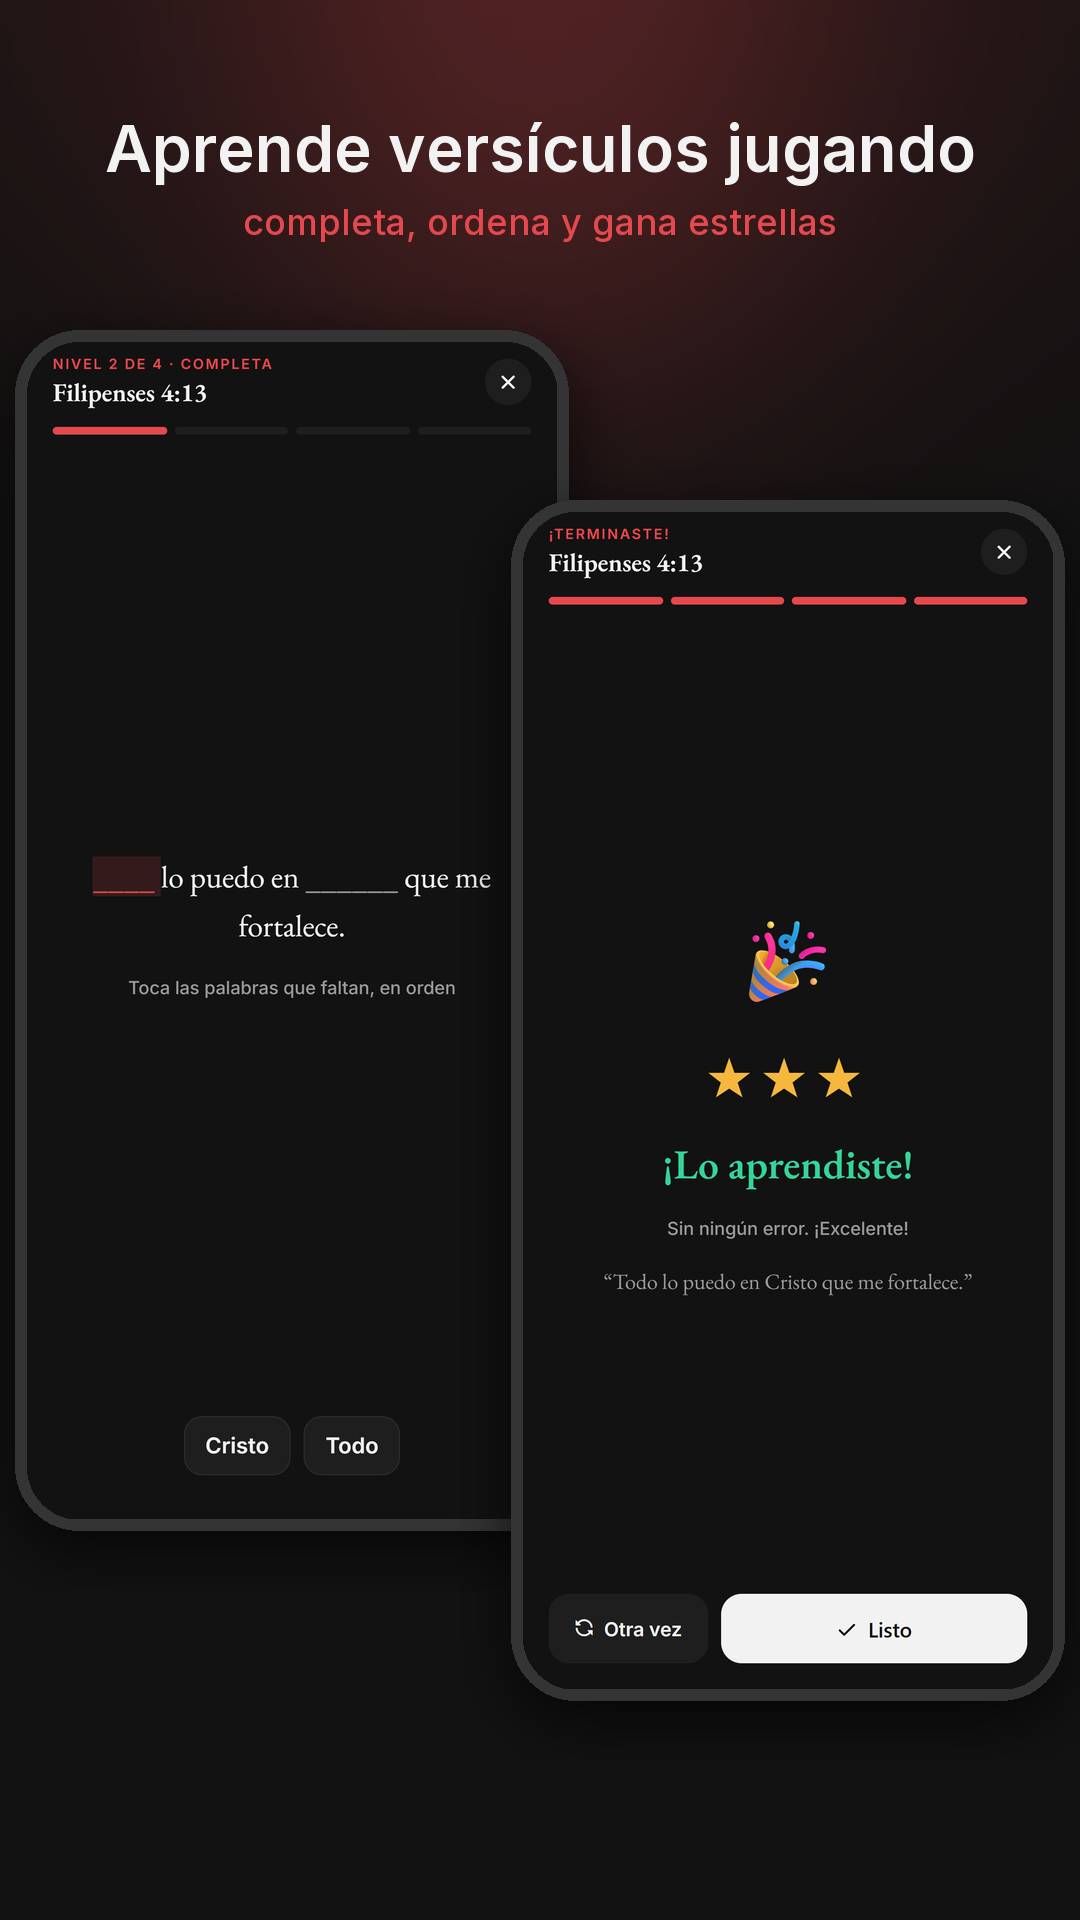 Aprende versículos jugando
completa, ordena y gana estrellas
NIVEL 2 DE 4 · COMPLETA
Filipenses 4:13
____ lo puedo en ______ que me
fortalece.
Toca las palabras que faltan, en orden
Cristo
Todo
¡TERMINASTE!
Filipenses 4:13
¡Lo aprendiste!
Sin ningún error. ¡Excelente!
“Todo lo puedo en Cristo que me fortalece.”
Otra vez
Listo